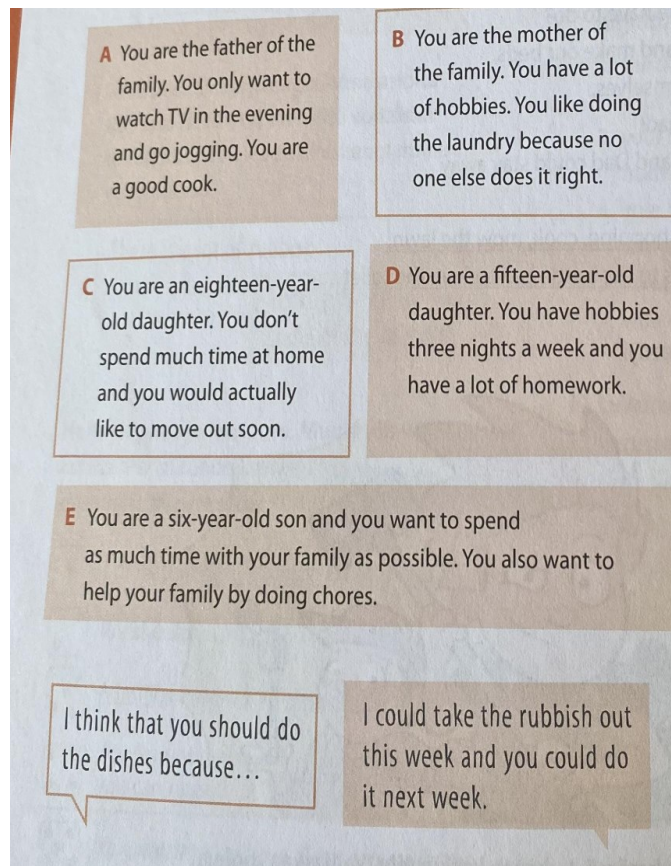 A You are the father of the
family. You only want to
watch TV in the evening
and go jogging. You are
a good cook.
B You are the mother of
the family. You have a lot
of hobbies. You like doing
the laundry because no
one else does it right.
C You are an eighteen-year-
old daughter. You don't
spend much time at home
and you would actually
like to move out soon.
D You are a fifteen-year-old
daughter. You have hobbies
three nights a week and you
have a lot of homework.
E You are a six-year-old son and you want to spend
as much time with your family as possible. You also want to
help your family by doing chores.
I think that you should do
the dishes because...
I could take the rubbish out
this week and you could do
it next week.